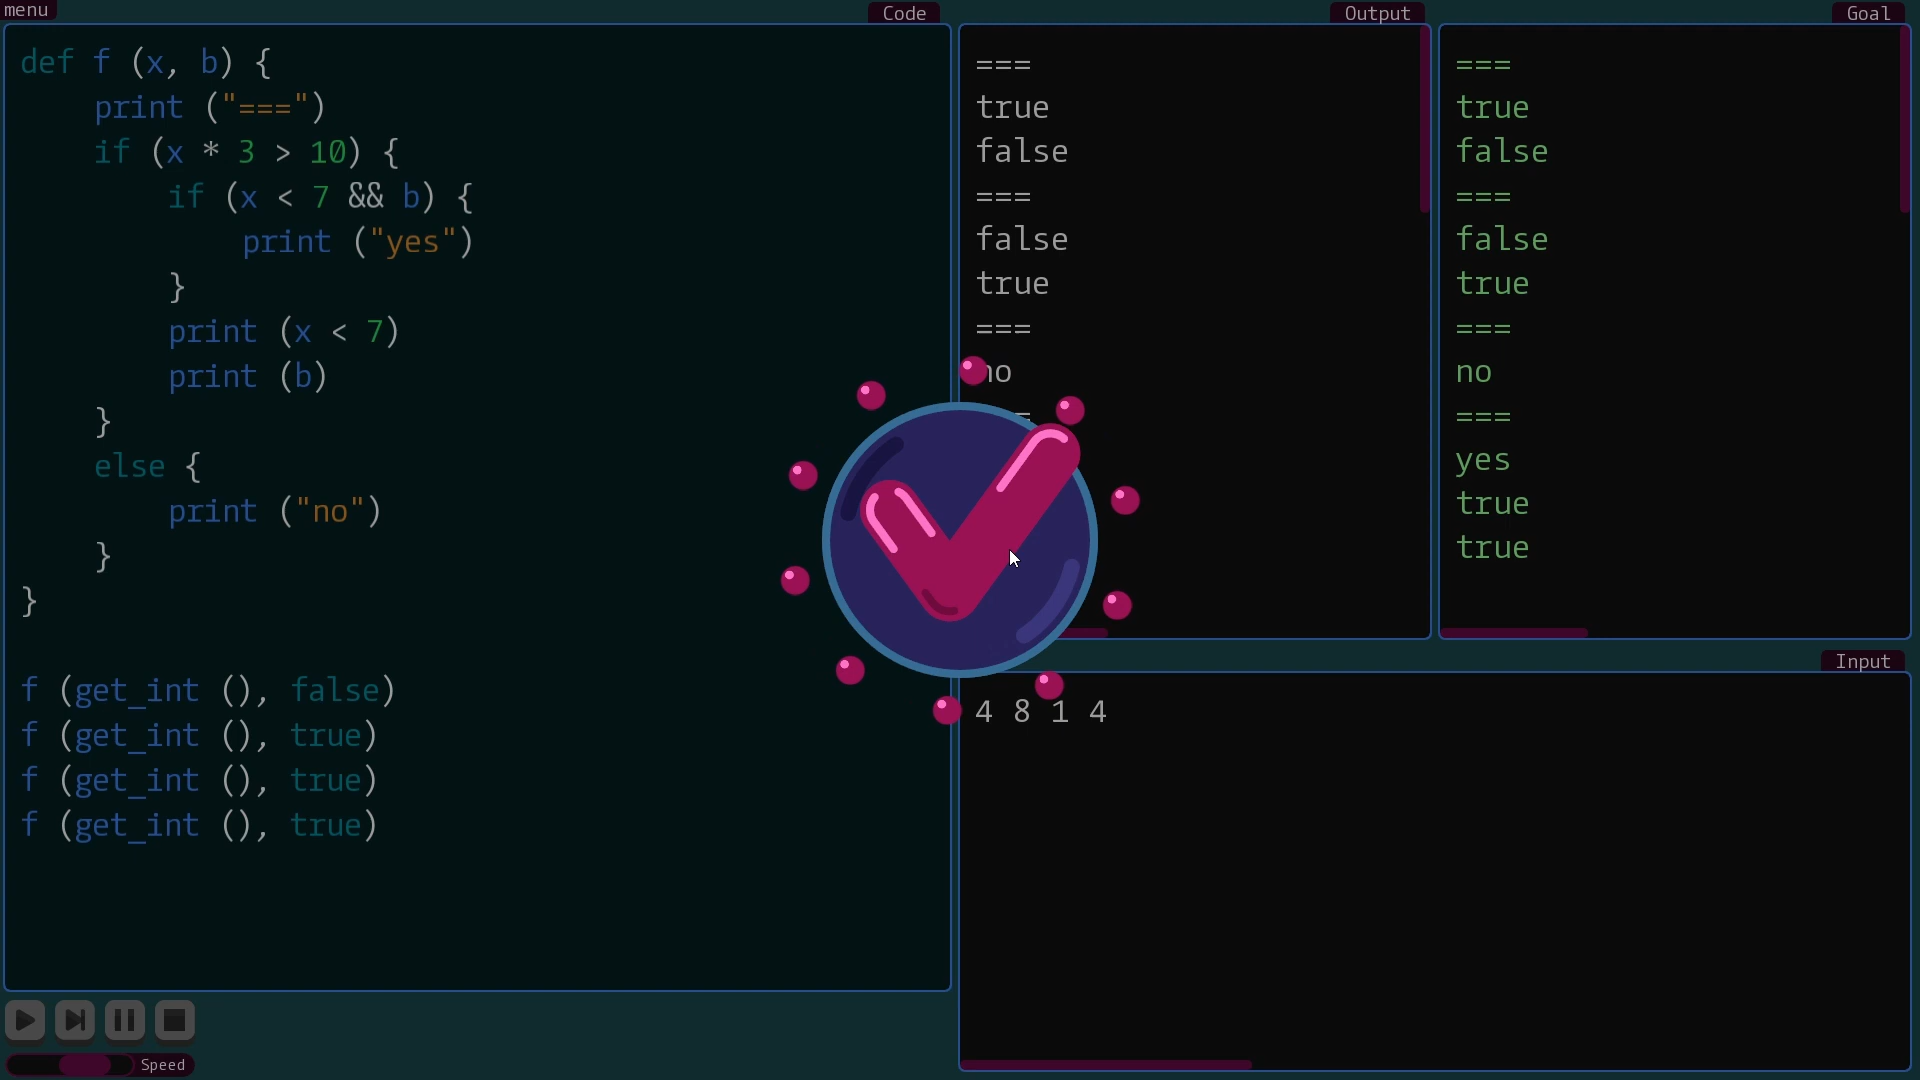 menu
Code
def f (x, b) {
print ("===")
if (x * 3 > 10) {
if (x < 7 && b) {
print ("yes")
}
print (x < 7)
print (b)
}
else {
print ("no")
}
}
f (get_int (), false)
f (get_int (), true)
f (get_int (), true)
f (get_int (), true)
Speed
Output
===
true
false
===
false
true
===
no
Goal
===
true
false
===
false
true
===
no
===
yes
true
true
Input
4 8 1 4